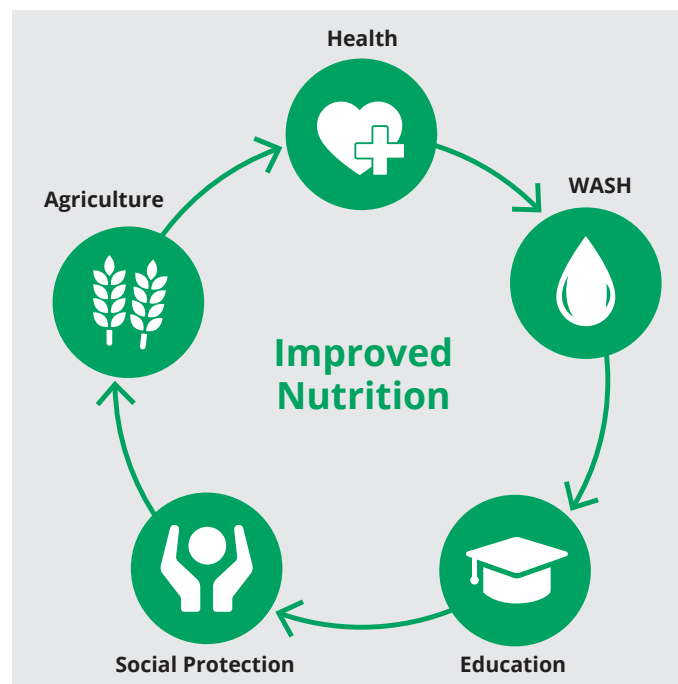 Health
WASH
Agriculture
Improved
Nutrition
Social Protection
Education